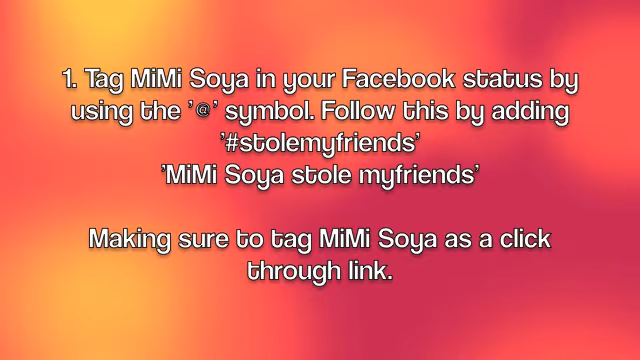 1. Tag MiMi Soya in your Facebook status by
using the '@' symbol. Follow this by adding
'#stolemyfriends'
'MiMi Soya stole myfriends'
Making sure to tag MiMi Soya as a click
through link.